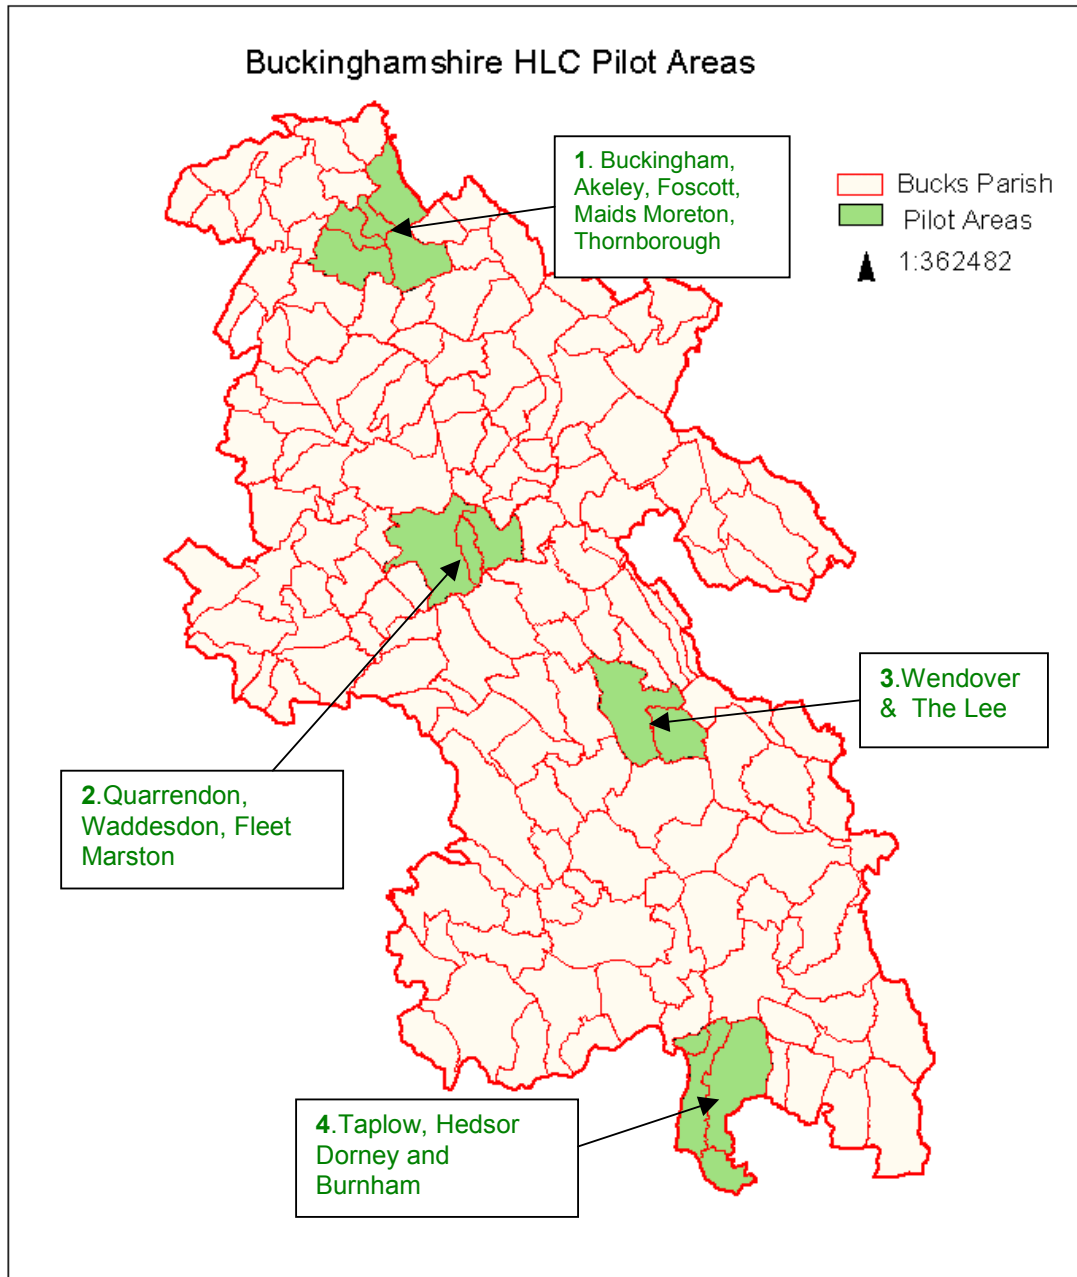 Buckinghamshire HLC Pilot Areas
1. Buckingham,
Akeley, Foscott,
Maids Moreton,
Thornborough
Bucks Parish
Pilot Areas
1:362482
3.Wendover
& The Lee
2.Quarrendon,
Waddesdon, Fleet
Marston
4.Taplow, Hedsor
Dorney and
Burnham